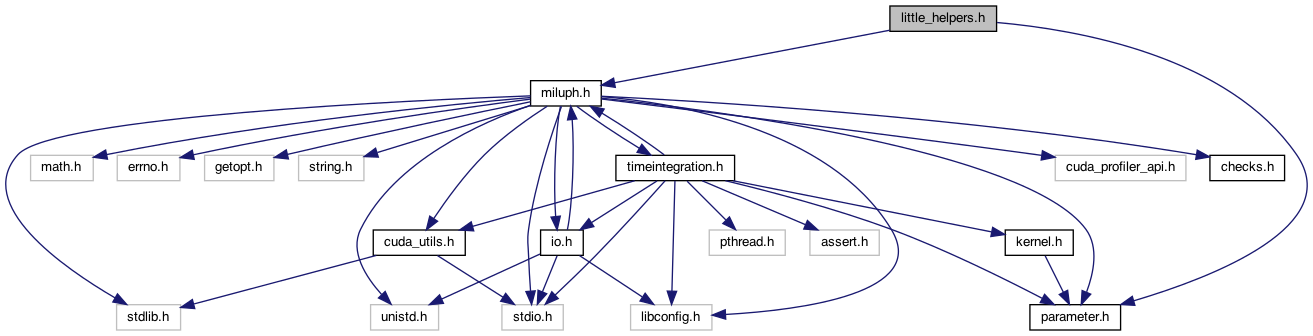 little_helpers.h
miluph.h
math.h
errno.h
getopt.h
string.h
timeintegration.h
cuda_profiler_api.h
checks.h
cuda_utils.h
io.h
pthread.h
assert.h
kernel.h
stdlib.h
unistd.h
stdio.h
libconfig.h
parameter.h